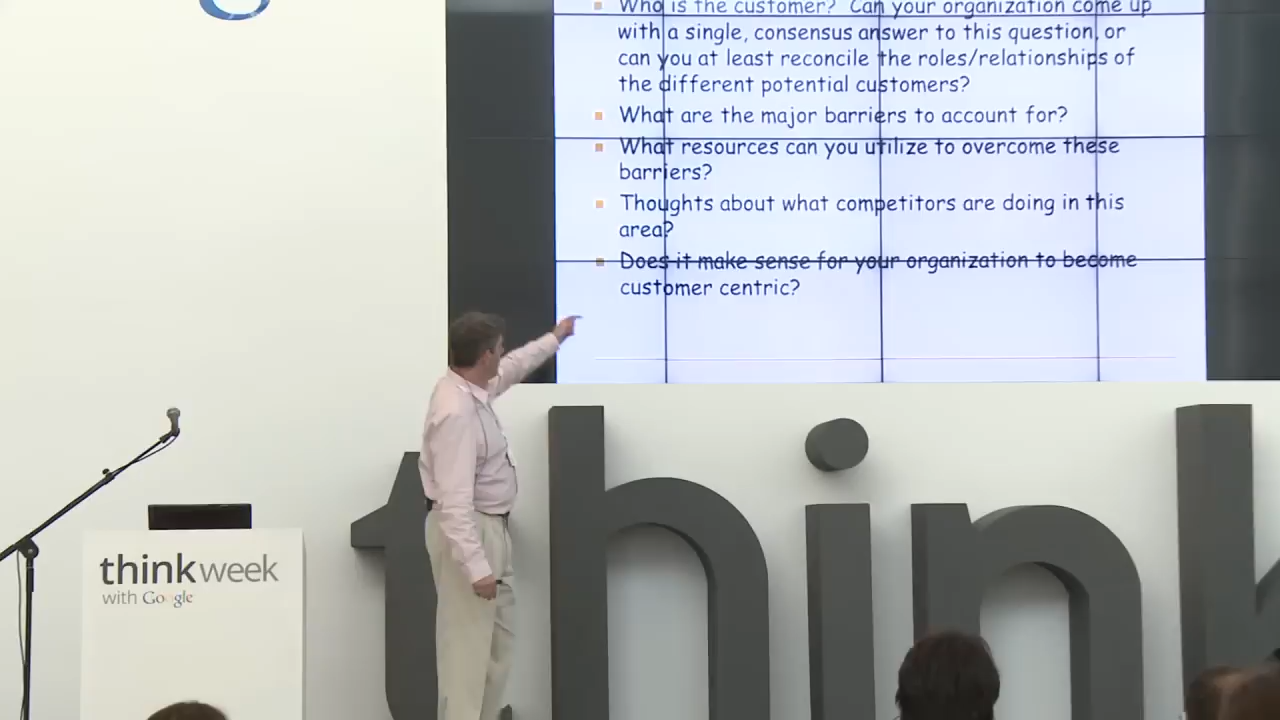 Who is the customer? Can your organization come up
with a single, consensus answer to this question, or
can you at least reconcile the roles/relationships of
the different potential customers?
What are the major barriers to account for?
What resources can you utilize to overcome these
barriers?
Thoughts about what competitors are doing in this
area?
Does it make sense for your organization to become
customer centric?
think
thinkweek
with Google